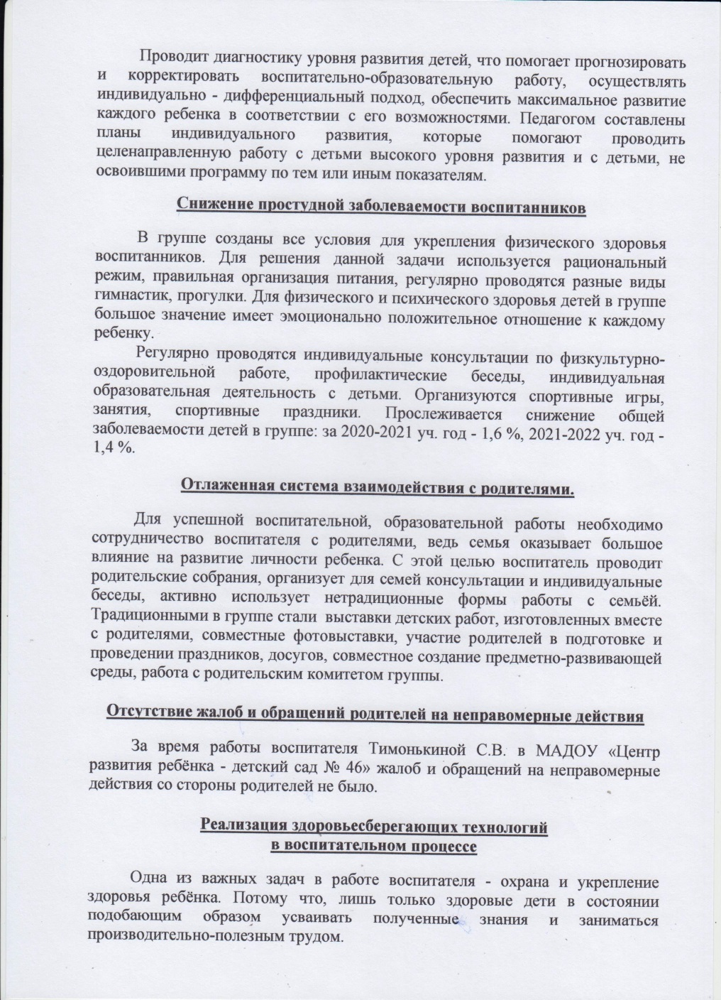 Проводит диагностику уровня развития детей, что помогает прогнозировать
и корректировать воспитательно-образовательную работу, осуществлять
индивидуально - дифференциальный подход, обеспечить максимальное развитие
каждого ребенка в соответствии с его возможностями. Педагогом составлены
планы индивидуального развития, которые помогают проводить
целенаправленную работу с детьми высокого уровня развития и с детьми, не
освоившими программу по тем или иным показателям.
Снижение простудной заболеваемости воспитанников
В группе созданы все условия для укрепления физического здоровья
воспитанников. Для решения данной задачи используется рациональный
режим, правильная организация питания, регулярно проводятся разные виды
гимнастик, прогулки. Для физического и психического здоровья детей в группе
большое значение имеет эмоционально положительное отношение к каждому
ребенку.
Регулярно проводятся индивидуальные консультации по физкультурно-
оздоровительной работе, профилактические беседы, индивидуальная
образовательная деятельность с детьми. Организуются спортивные игры,
занятия, спортивные праздники. Прослеживается снижение общей
заболеваемости детей в группе: за 2020-2021 уч. год - 1,6 %, 2021-2022 уч. год -
1,4 %.
Отлаженная система взаимодействия с родителями.
Для успешной воспитательной, образовательной работы необходимо
сотрудничество воспитателя с родителями, ведь семья оказывает большое
влияние на развитие личности ребенка. С этой целью воспитатель проводит
родительские собрания, организует для семей консультации и индивидуальные
беседы, активно использует нетрадиционные формы работы с семьёй.
Традиционными в группе стали выставки детских работ, изготовленных вместе
с родителями, совместные фотовыставки, участие родителей в подготовке и
проведении праздников, досугов, совместное создание предметно-развивающей
среды, работа с родительским комитетом группы.
Отсутствие жалоб и обращений родителей на неправомерные действия
За время работы воспитателя Тимонькиной С.В. в МАДОУ «Центр
развития ребёнка - детский сад № 46» жалоб и обращений на неправомерные
действия со стороны родителей не было.
Реализация здоровьесберегающих технологий
в воспитательном процессе
Одна из важных задач в работе воспитателя - охрана и укрепление
здоровья ребёнка. Потому что, лишь только здоровые дети в состоянии
подобающим образом усваивать полученные знания и заниматься
производительно-полезным трудом.